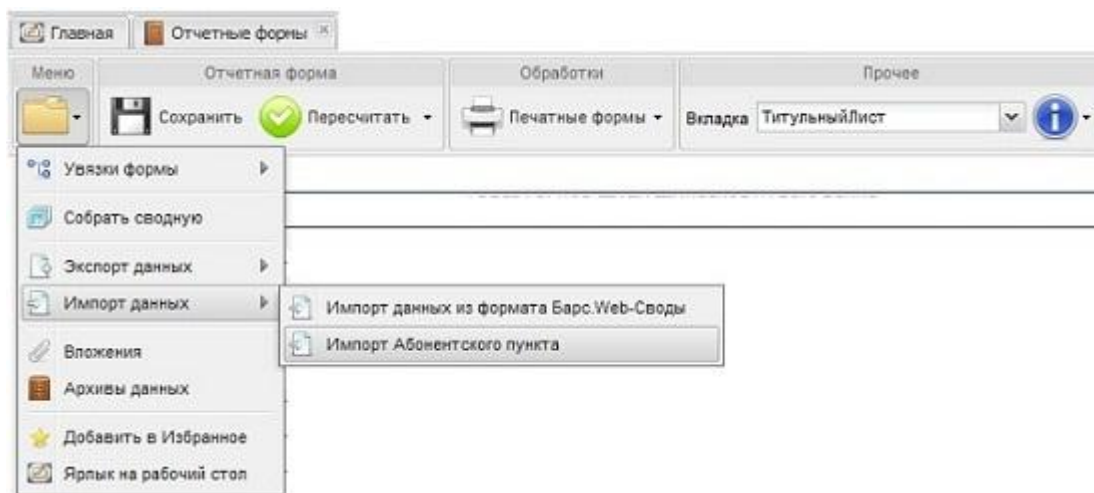 Главная
Отчетные формы
Меню
Отчетная форма
Обработки
Прочее
Сохранить
Пересчитать
Печатные формы
Вкладка
ТитульныйЛист
Увязки формы
Собрать сводную
Экспорт данных
Импорт данных
Импорт данных из формата Барс.Web-Своды
Импорт Абонентского пункта
Вложения
Архивы данных
Добавить в Избранное
Ярлык на рабочий стол